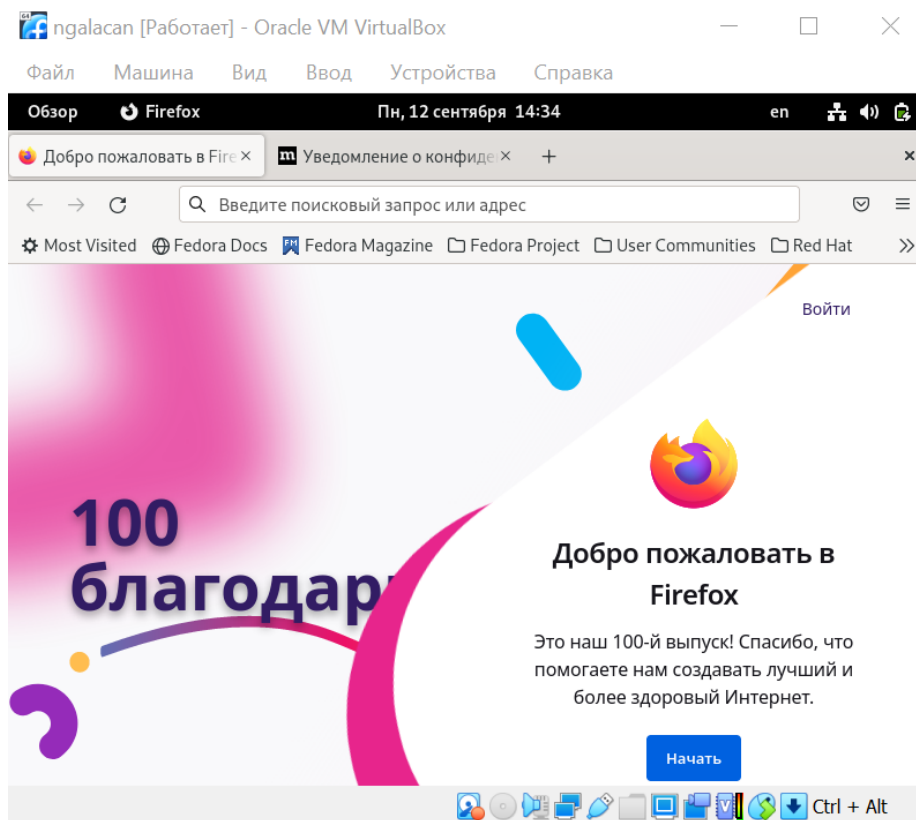 ngalacan [Работает] - Oracle VM VirtualBox
Файл Машина Вид Ввод Устройства Справка
Обзор Firefox Пн, 12 сентября 14:34 en
Добро пожаловать в Fire Уведомление о конфиде
Введите поисковый запрос или адрес
Most Visited Fedora Docs Fedora Magazine Fedora Project User Communities Red Hat
Войти
100
благодар
Добро пожаловать в
Firefox
Это наш 100-й выпуск! Спасибо, что
помогаете нам создавать лучший и
более здоровый Интернет.
Начать
Ctrl + Alt